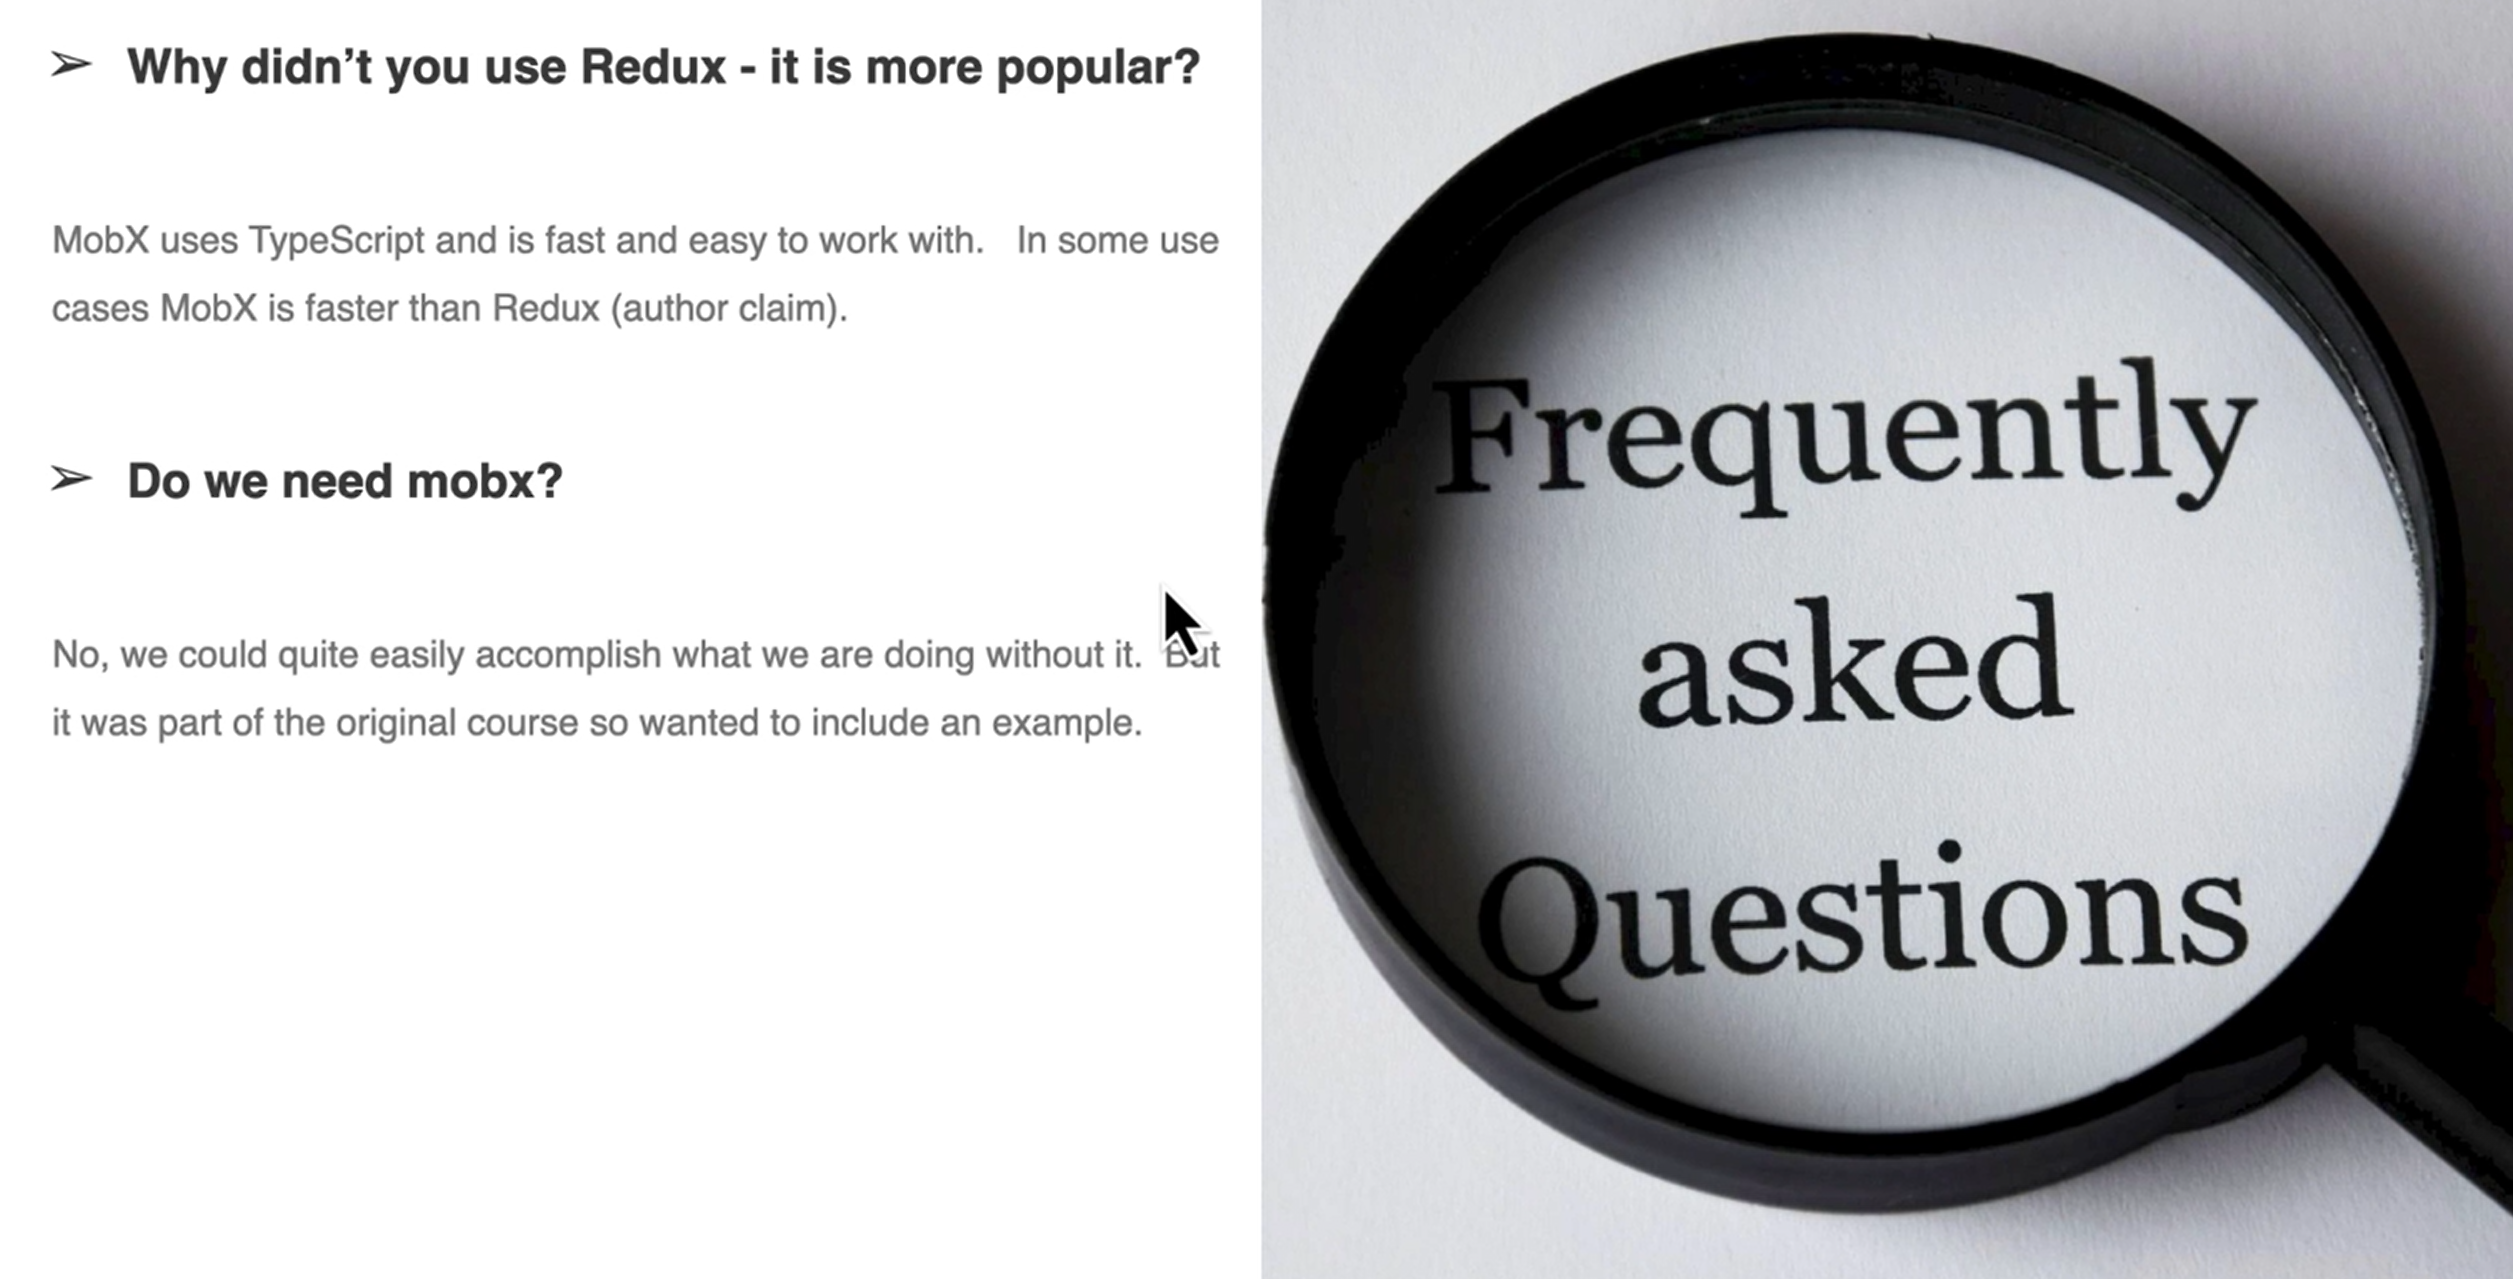 ➢ Why didn’t you use Redux - it is more popular?
MobX uses TypeScript and is fast and easy to work with. In some use
cases MobX is faster than Redux (author claim).
➢ Do we need mobx?
No, we could quite easily accomplish what we are doing without it. But
it was part of the original course so wanted to include an example.
Frequently
asked
Questions